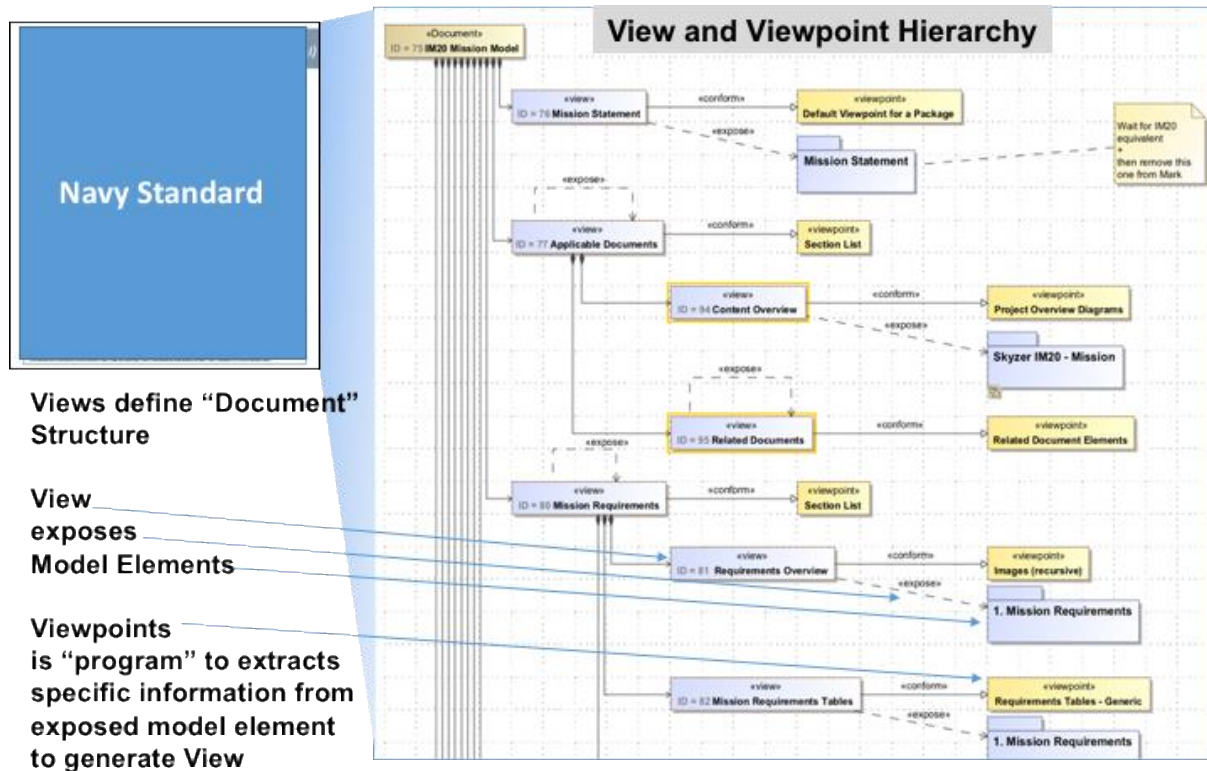 View and Viewpoint Hierarchy
Navy Standard
Views define “Document”
Structure
View
exposes
Model Elements
Viewpoints
is “program” to extracts
specific information from
exposed model element
to generate View
«Document»
ID = 75 IM20 Mission Model
«view»
ID = 76 Mission Statement
«conform»
«viewpoint»
Default Viewpoint for a Package
«expose»
Mission Statement
Wait for IM20
equivalent
+
then remove this
one from Mark
«expose»
«view»
ID = 77 Applicable Documents
«conform»
«viewpoint»
Section List
«view»
ID = 94 Content Overview
«conform»
«viewpoint»
Project Overview Diagrams
«expose»
Skyzer IM20 - Mission
«expose»
«view»
ID = 95 Related Documents
«conform»
«viewpoint»
Related Document Elements
«expose»
«view»
ID = 80 Mission Requirements
«conform»
«viewpoint»
Section List
«view»
ID = 81 Requirements Overview
«conform»
«viewpoint»
Images (recursive)
«expose»
1. Mission Requirements
«view»
ID = 82 Mission Requirements Tables
«conform»
«viewpoint»
Requirements Tables - Generic
«expose»
1. Mission Requirements